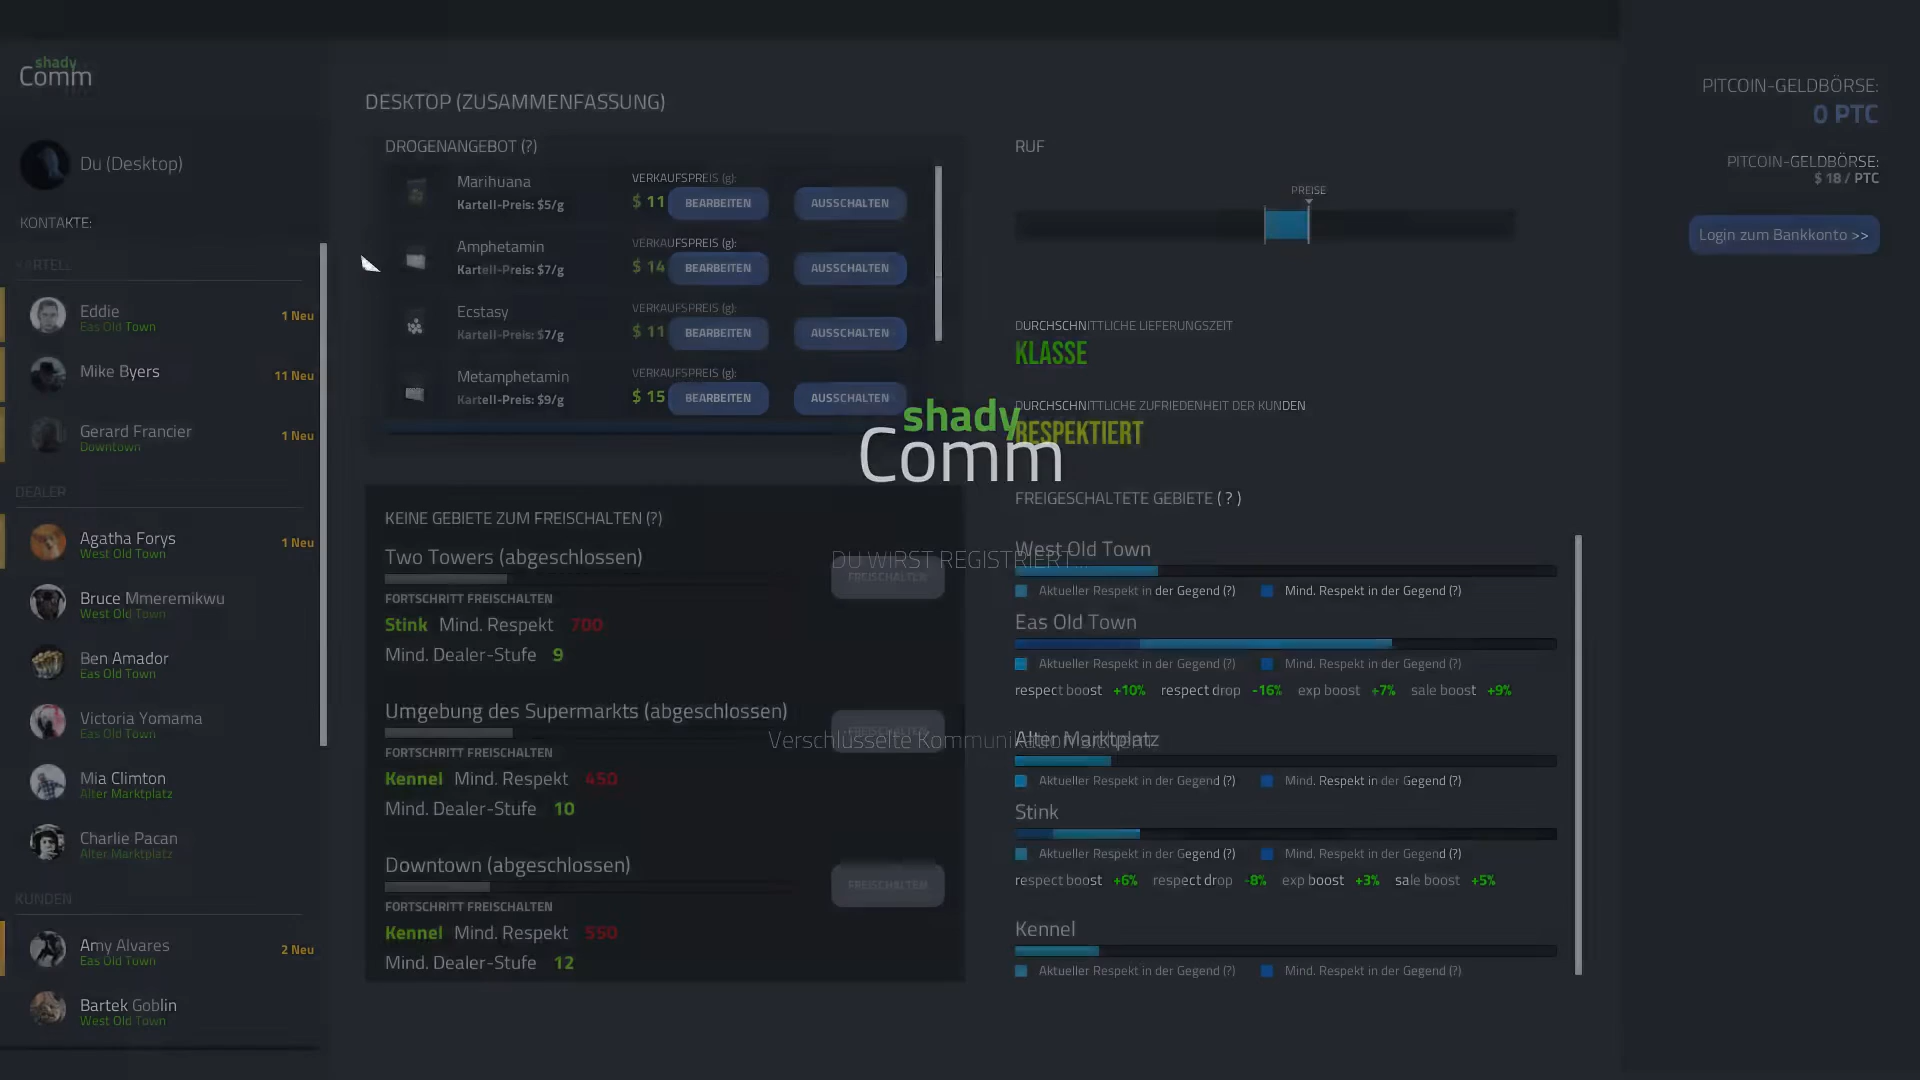 shady
Comm
Du (Desktop)
KONTAKTE:
KARTELL
Eddie
Eas Old Town
1 Neu
Mike Byers
11 Neu
Gerard Francier
Downtown
1 Neu
DEALER
Agatha Forys
West Old Town
1 Neu
Bruce Mmeremikwu
West Old Town
Ben Amador
Eas Old Town
Victoria Yomama
Eas Old Town
Mia Climton
Alter Marktplatz
Charlie Pacan
Alter Marktplatz
KUNDEN
Amy Alvares
Eas Old Town
2 Neu
Bartek Goblin
West Old Town
DESKTOP (ZUSAMMENFASSUNG)
DROGENANGEBOT (?)
Marihuana
Kartell-Preis: $5/g
VERKAUFSPREIS (g):
$ 11
BEARBEITEN
AUSSCHALTEN
Amphetamin
Kartell-Preis: $7/g
VERKAUFSPREIS (g):
$ 14
BEARBEITEN
AUSSCHALTEN
Ecstasy
Kartell-Preis: $7/g
VERKAUFSPREIS (g):
$ 11
BEARBEITEN
AUSSCHALTEN
Metamphetamin
Kartell-Preis: $9/g
VERKAUFSPREIS (g):
$ 15
BEARBEITEN
AUSSCHALTEN
shady
Comm
DU WIRST REGISTRIERT...
Verschlüsselte Kommunikation
KEINE GEBIETE ZUM FREISCHALTEN (?)
Two Towers (abgeschlossen)
FREISCHALTEN
FORTSCHRITT FREISCHALTEN
Stink Mind. Respekt 700
Mind. Dealer-Stufe 9
Umgebung des Supermarkts (abgeschlossen)
FORTSCHRITT FREISCHALTEN
Kennel Mind. Respekt 450
Mind. Dealer-Stufe 10
Downtown (abgeschlossen)
FREISCHALTEN
FORTSCHRITT FREISCHALTEN
Kennel Mind. Respekt 550
Mind. Dealer-Stufe 12
RUF
PREISE
DURCHSCHNITTLICHE LIEFERUNGSZEIT
KLASSE
DURCHSCHNITTLICHE ZUFRIEDENHEIT DER KUNDEN
RESPEKTIERT
FREIGESCHALTETE GEBIETE ( ? )
West Old Town
Aktueller Respekt in der Gegend (?) Mind. Respekt in der Gegend (?)
Eas Old Town
Aktueller Respekt in der Gegend (?) Mind. Respekt in der Gegend (?)
respect boost +10% respect drop -16% exp boost +7% sale boost +9%
Alter Marktplatz
Aktueller Respekt in der Gegend (?) Mind. Respekt in der Gegend (?)
Stink
Aktueller Respekt in der Gegend (?) Mind. Respekt in der Gegend (?)
respect boost +6% respect drop -8% exp boost +3% sale boost +5%
Kennel
Aktueller Respekt in der Gegend (?) Mind. Respekt in der Gegend (?)
PITCOIN-GELDBÖRSE:
0 PTC
PITCOIN-GELDBÖRSE:
$ 18 / PTC
Login zum Bankkonto >>